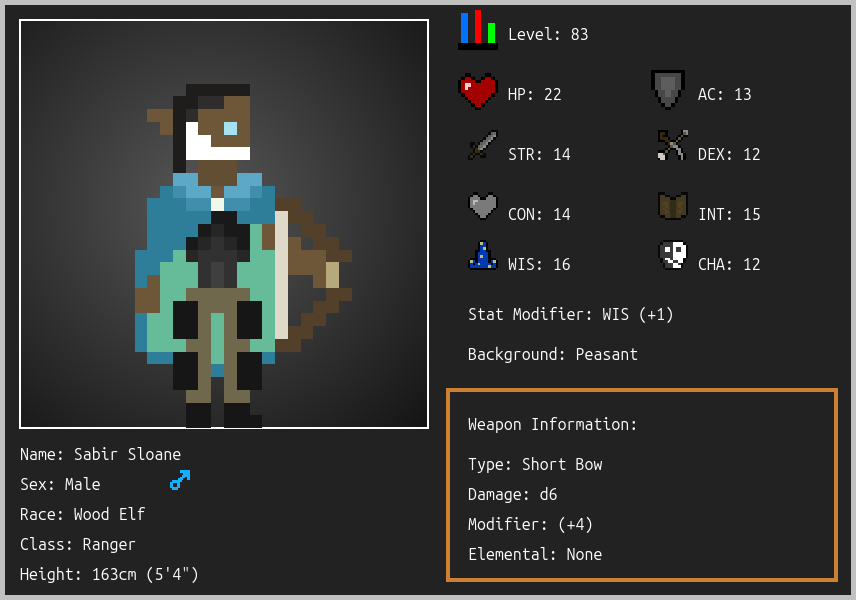 Level: 83
HP: 22
AC: 13
STR: 14
DEX: 12
CON: 14
INT: 15
WIS: 16
CHA: 12
Stat Modifier: WIS (+1)
Background: Peasant
Weapon Information:
Type: Short Bow
Damage: d6
Modifier: (+4)
Elemental: None
Name: Sabir Sloane
Sex: Male
Race: Wood Elf
Class: Ranger
Height: 163cm (5'4")